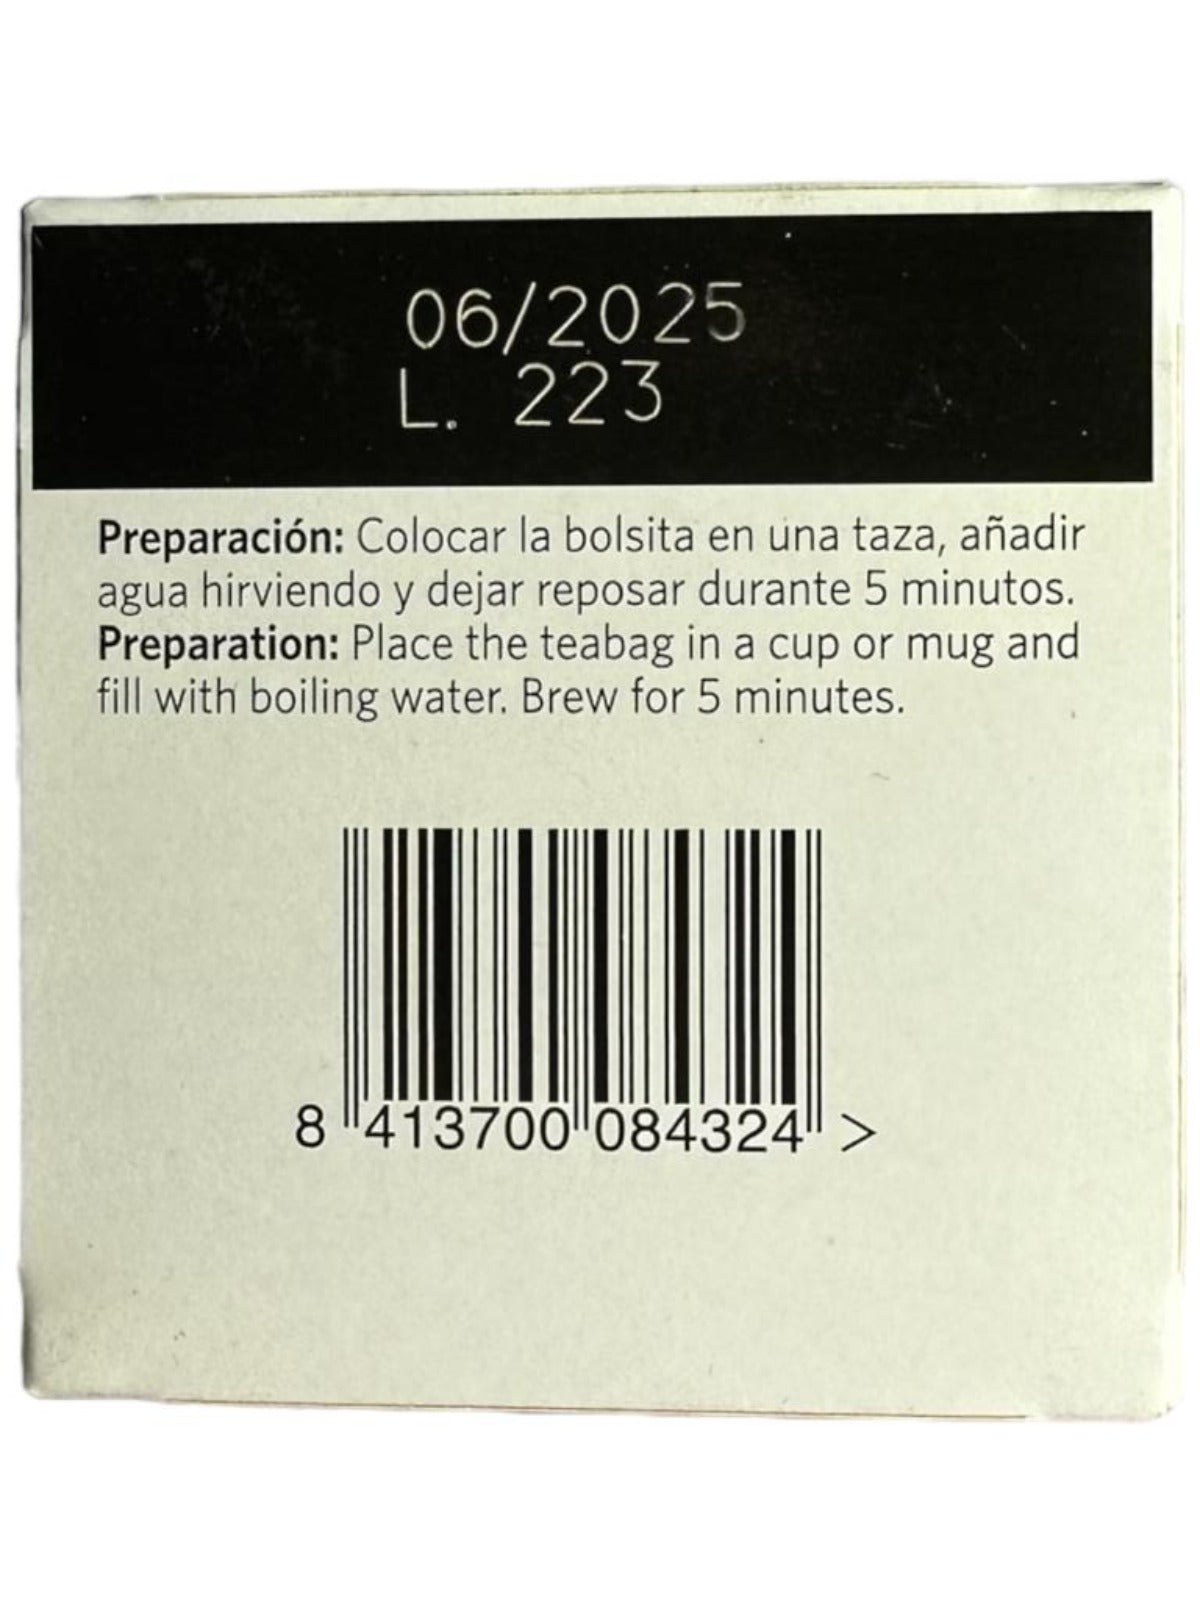 06/2025
L. 223
Preparación: Colocar la bolsita en una taza, añadir
agua hirviendo y dejar reposar durante 5 minutos.
Preparation: Place the teabag in a cup or mug and
fill with boiling water. Brew for 5 minutes.
8 413700 084324 >